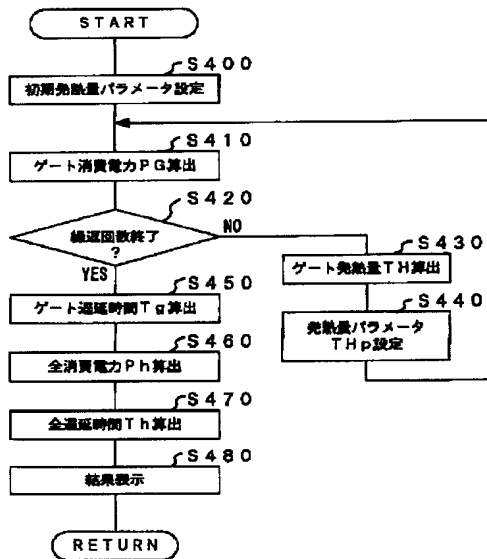 START
S400
初期発熱量パラメータ設定
S410
ゲート消費電力PG算出
S420
繰返回数終了
?
NO
YES
S430
ゲート発熱量TH算出
S440
発熱量パラメータ
THp設定
S450
ゲート遅延時間Tg算出
S460
全消費電力Ph算出
S470
全遅延時間Th算出
S480
結果表示
RETURN